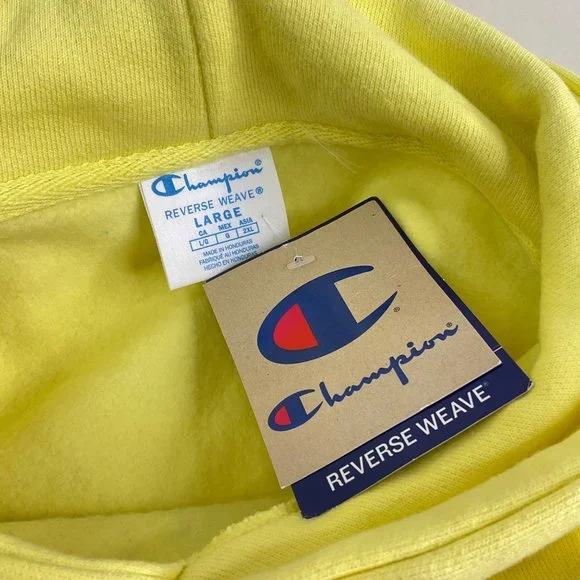 Champion
REVERSE WEAVE®
LARGE
CA MEX ASIA
L/G G 2XL
MADE IN HONDURAS
FABRIQUÉ AU HONDURAS
HECHO EN HONDURAS
Champion
REVERSE WEAVE®